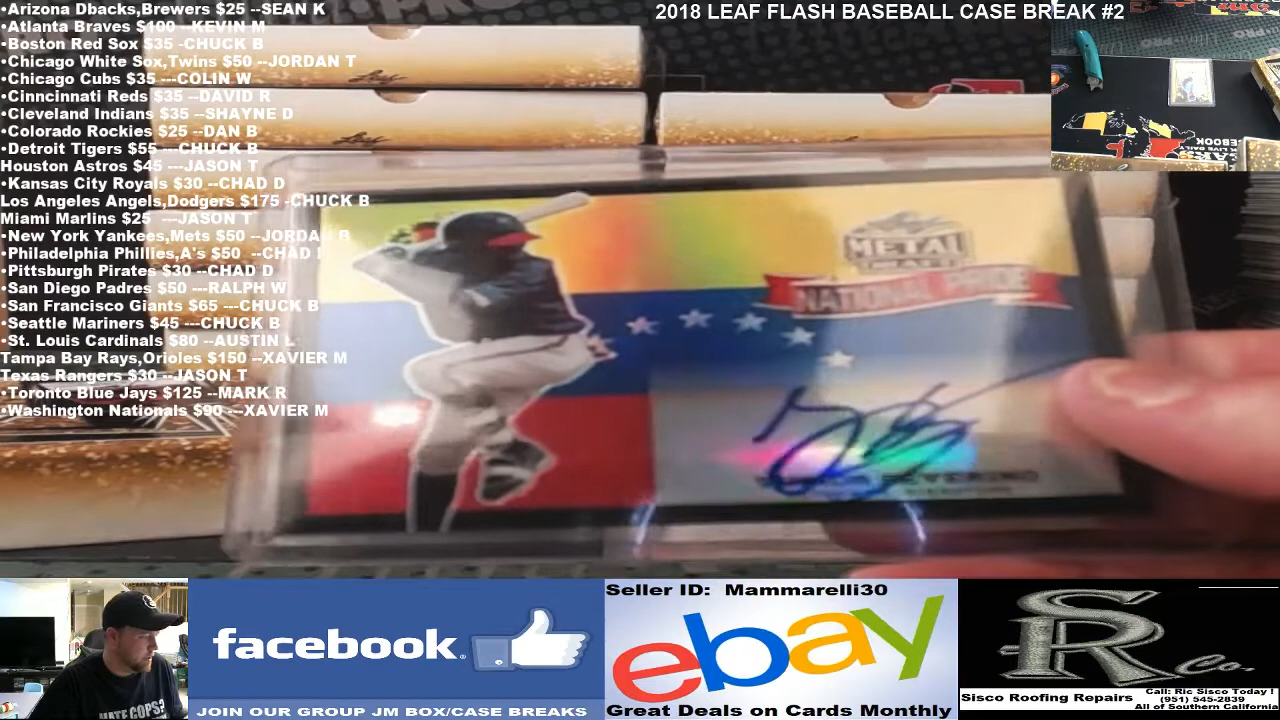 •Arizona Dbacks,Brewers $25 --SEAN K
•Atlanta Braves $100 --KEVIN M
•Boston Red Sox $35 -CHUCK B
•Chicago White Sox,Twins $50 --JORDAN T
•Chicago Cubs $35 ---COLIN W
•Cinncinnati Reds $35 --DAVID R
•Cleveland Indians $35 --SHAYNE D
•Colorado Rockies $25 --DAN B
•Detroit Tigers $55 ---CHUCK B
Houston Astros $45 ---JASON T
•Kansas City Royals $30 --CHAD D
Los Angeles Angels,Dodgers $175 -CHUCK B
Miami Marlins $25 ---JASON T
•New York Yankees,Mets $50 --JORDAN B
•Philadelphia Phillies,A's $50 --CHAD
•Pittsburgh Pirates $30 --CHAD D
•San Diego Padres $50 ---RALPH W
•San Francisco Giants $65 ---CHUCK B
•Seattle Mariners $45 ---CHUCK B
•St. Louis Cardinals $80 --AUSTIN L
Tampa Bay Rays,Orioles $150 --XAVIER M
Texas Rangers $30 --JASON T
•Toronto Blue Jays $125 --MARK R
•Washington Nationals $90 ---XAVIER M
2018 LEAF FLASH BASEBALL CASE BREAK #2
METAL
NATIONAL PRIDE
HATE COPS?
facebook
JOIN OUR GROUP JM BOX/CASE BREAKS
Seller ID: Mammarelli30
ebay
Great Deals on Cards Monthly
SR Co.
Sisco Roofing Repairs
Call: Ric Sisco Today !
(951) 545-2839
All of Southern California